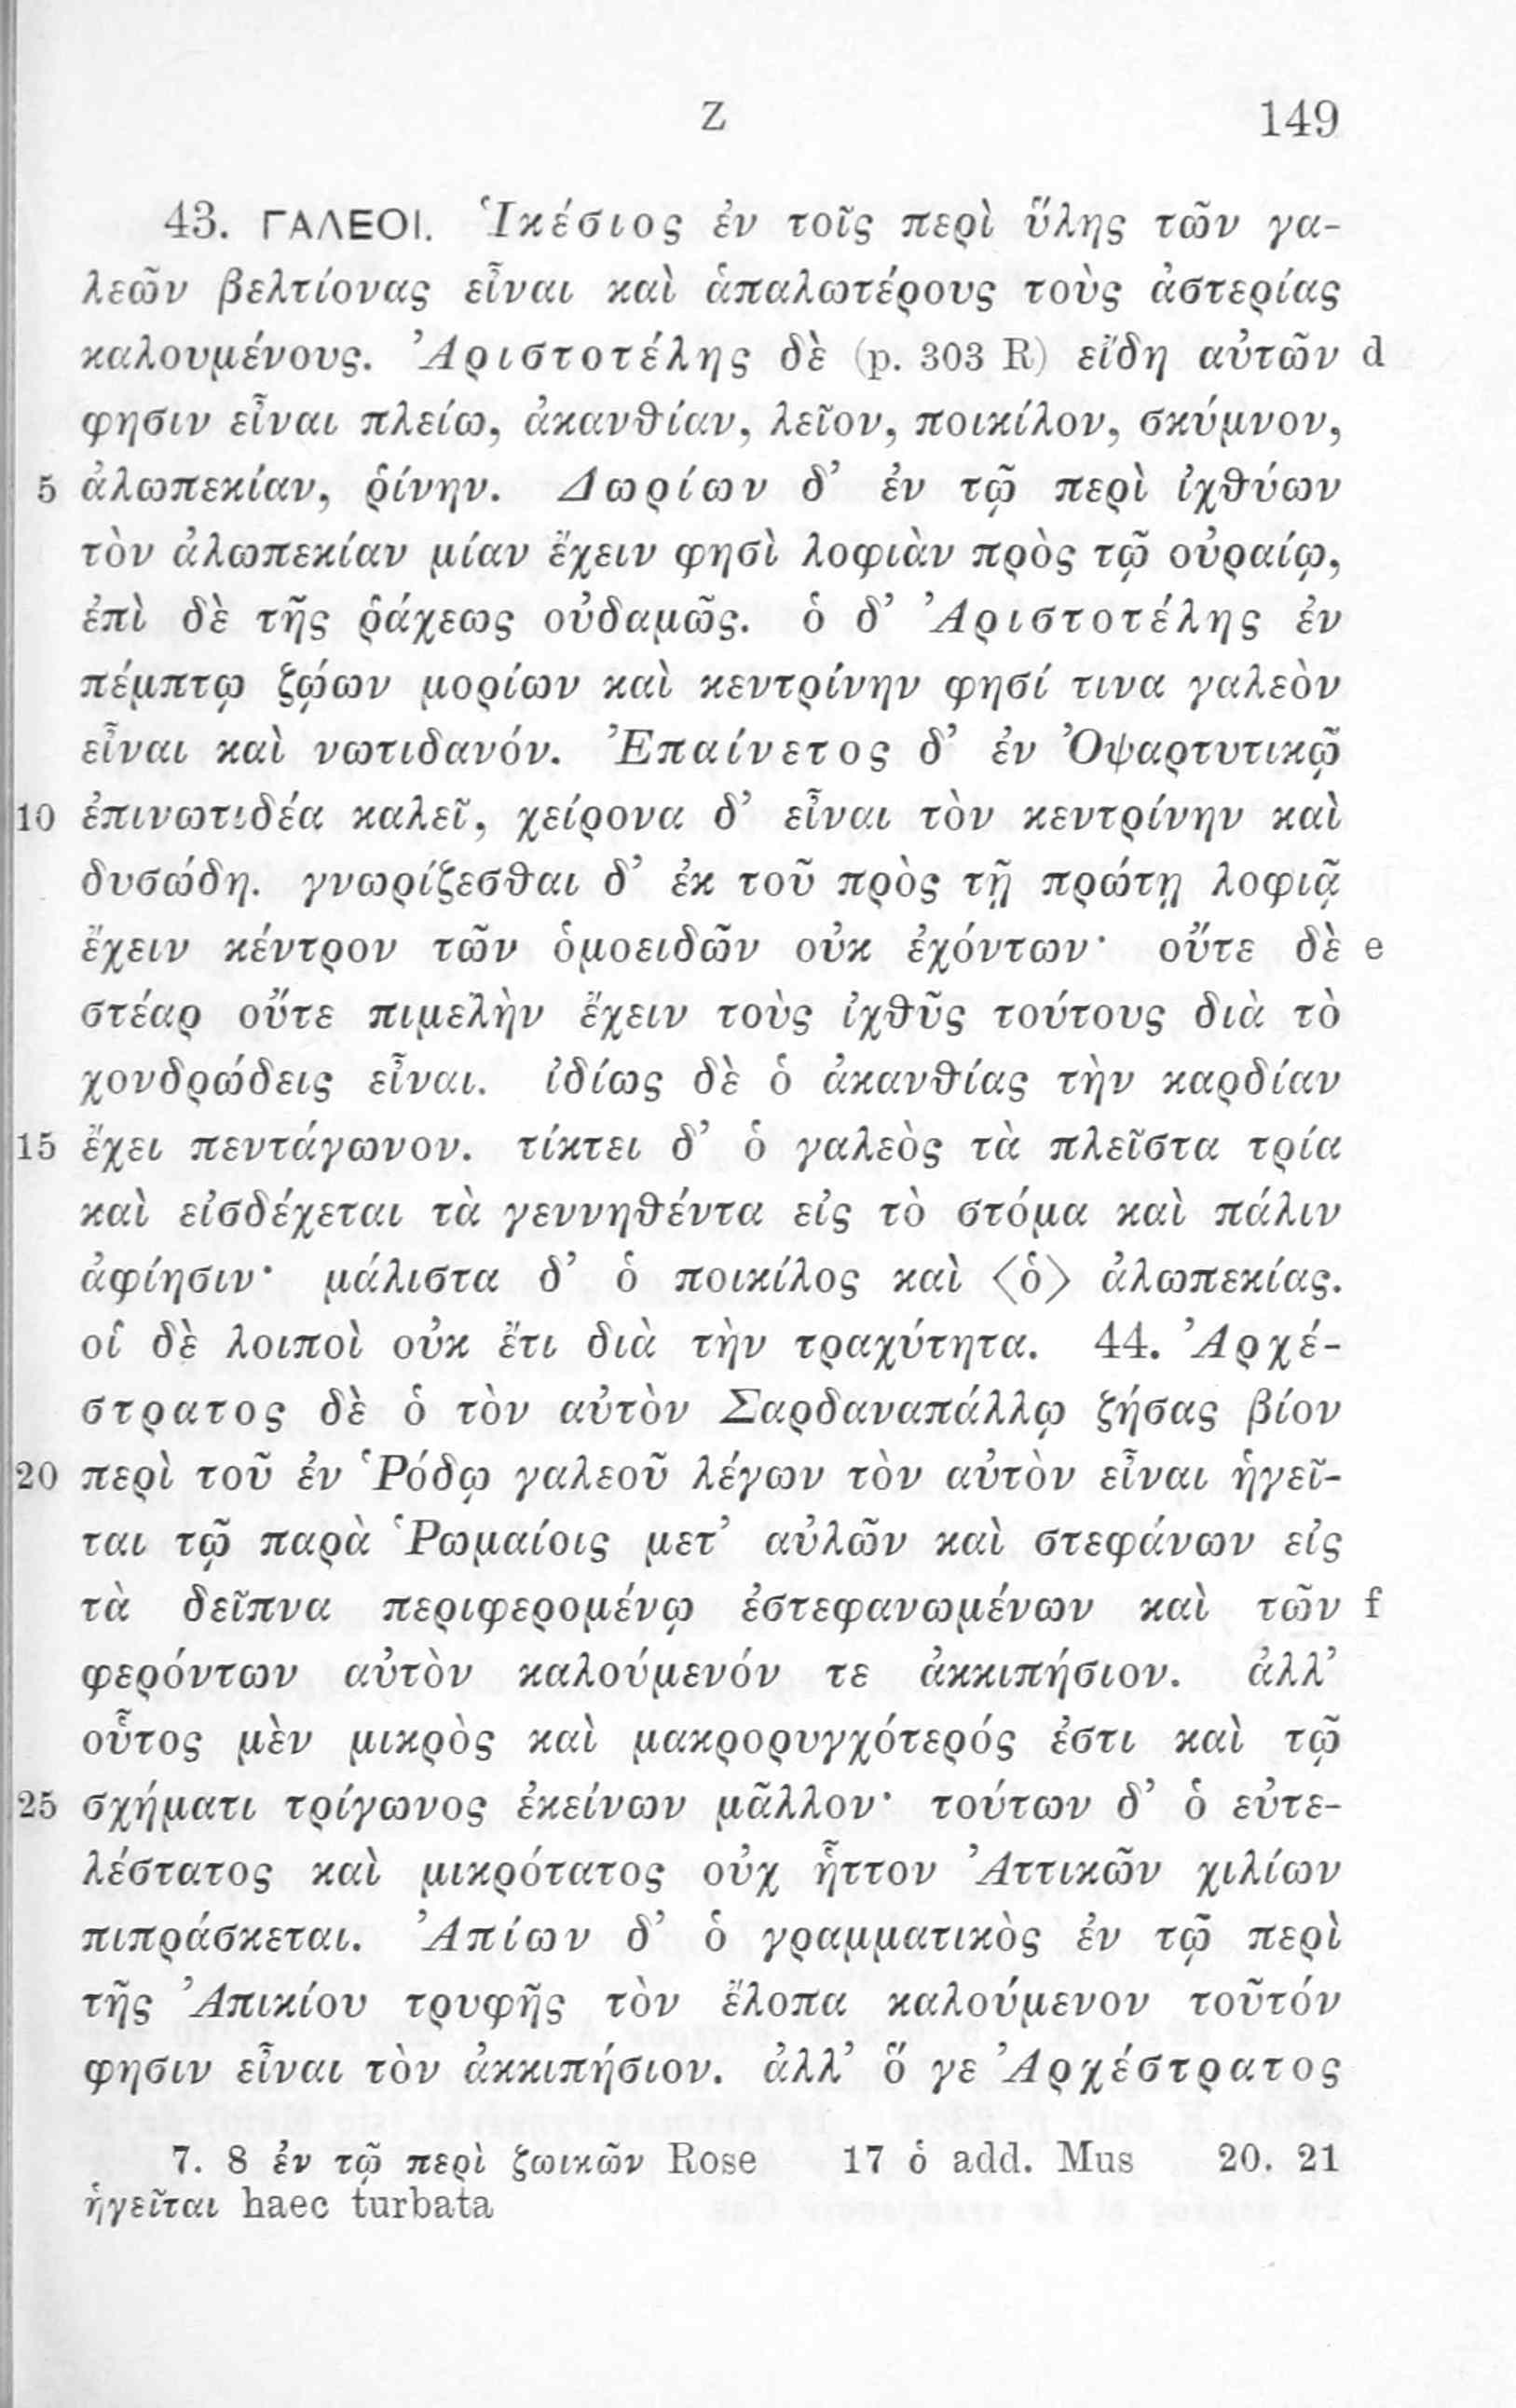 Z 149
43. ΓΑΛΕΟΙ. Ἱκέσιος ἐν τοῖς περὶ ὕλης τῶν γα-
λεῶν βελτίονας εἶναι καὶ ἁπαλωτέρους τοὺς ἀστερίας
καλουμένους. Ἀριστοτέλης δὲ (p. 303 R) εἴδη αὐτῶν d
φησιν εἶναι πλείω, ἀκανθίαν, λεῖον, ποικίλον, σκύμνον,
5 ἀλωπεκίαν, ῥίνην. Δωρίων δ’ ἐν τῷ περὶ ἰχθύων
τὸν ἀλωπεκίαν μίαν ἔχειν φησὶ λοφιὰν πρὸς τῷ οὐραίῳ,
ἐπὶ δὲ τῆς ῥάχεως οὐδαμῶς. ὁ δ’ Ἀριστοτέλης ἐν
πέμπτῳ ζῴων μορίων καὶ κεντρίνην φησί τινα γαλεὸν
εἶναι καὶ νωτιδανόν. Ἐπαίνετος δ’ ἐν Ὀψαρτυτικῷ
10 ἐπινωτιδέα καλεῖ, χείρονα δ’ εἶναι τὸν κεντρίνην καὶ
δυσώδη. γνωρίζεσθαι δ’ ἐκ τοῦ πρὸς τῇ πρώτῃ λοφιᾷ
ἔχειν κέντρον τῶν ὁμοειδῶν οὐκ ἐχόντων· οὔτε δὲ e
στέαρ οὔτε πιμελὴν ἔχειν τοὺς ἰχθῦς τούτους διὰ τὸ
χονδρώδεις εἶναι. ἰδίως δὲ ὁ ἀκανθίας τὴν καρδίαν
15 ἔχει πεντάγωνον. τίκτει δ’ ὁ γαλεὸς τὰ πλεῖστα τρία
καὶ εἰσδέχεται τὰ γεννηθέντα εἰς τὸ στόμα καὶ πάλιν
ἀφίησιν· μάλιστα δ’ ὁ ποικίλος καὶ 〈ὁ〉 ἀλωπεκίας.
οἱ δὲ λοιποὶ οὐκ ἔτι διὰ τὴν τραχύτητα. 44. Ἀρχέ-
στρατος δὲ ὁ τὸν αὐτὸν Σαρδαναπάλλῳ ζήσας βίον
20 περὶ τοῦ ἐν Ῥόδῳ γαλεοῦ λέγων τὸν αὐτὸν εἶναι ἡγεῖ-
ται τῷ παρὰ Ῥωμαίοις μετ’ αὐλῶν καὶ στεφάνων εἰς
τὰ δεῖπνα περιφερομένῳ ἐστεφανωμένων καὶ τῶν f
φερόντων αὐτὸν καλούμενόν τε ἀκκιπήσιον. ἀλλ’
οὗτος μὲν μικρὸς καὶ μακρορυγχότερός ἐστι καὶ τῷ
25 σχήματι τρίγωνος ἐκείνων μᾶλλον· τούτων δ’ ὁ εὐτε-
λέστατος καὶ μικρότατος οὐχ ἧττον Ἀττικῶν χιλίων
πιπράσκεται. Ἀπίων δ’ ὁ γραμματικὸς ἐν τῷ περὶ
τῆς Ἀπικίου τρυφῆς τὸν ἔλοπα καλούμενον τοῦτόν
φησιν εἶναι τὸν ἀκκιπήσιον. ἀλλ’ ὅ γε Ἀρχέστρατος
7. 8 ἐν τῷ περὶ ζωικῶν Rose 17 ὁ add. Mus 20. 21
ἡγεῖται haec turbata